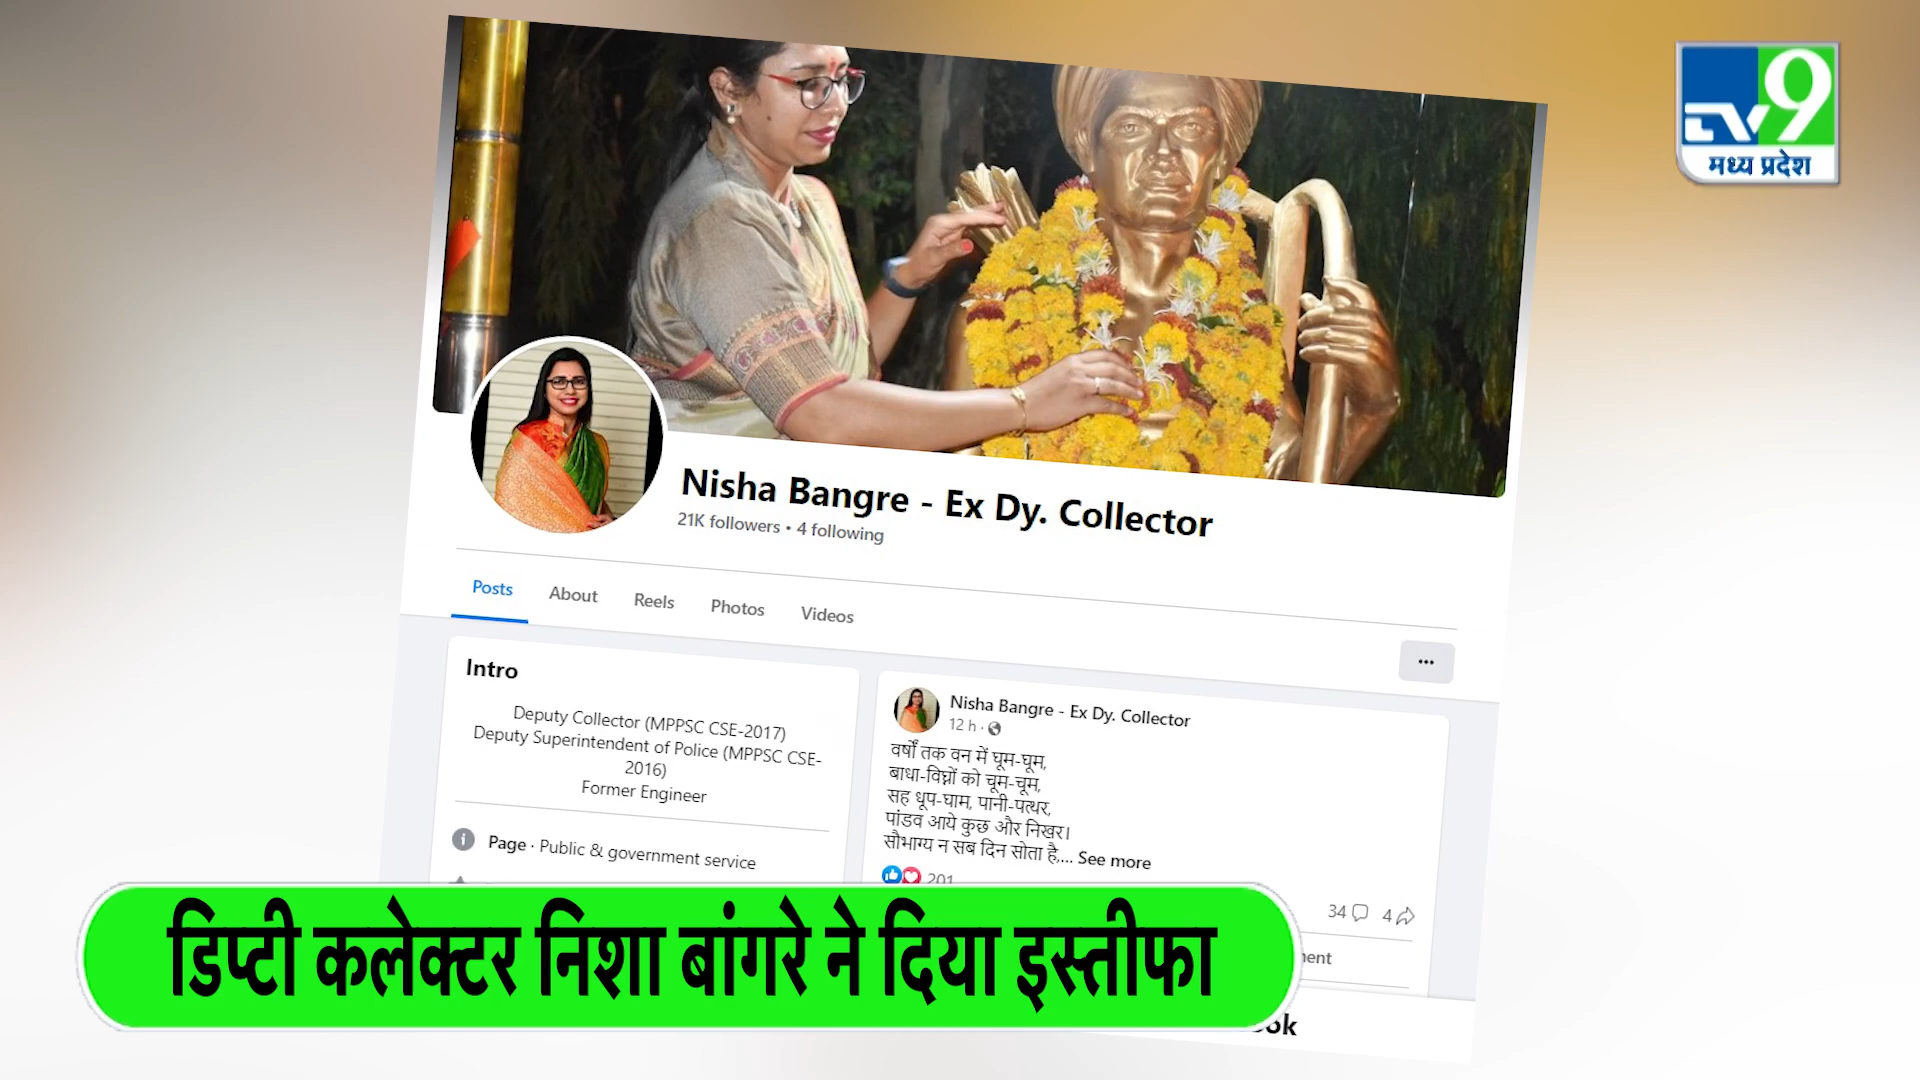 TV9
मध्य प्रदेश
Nisha Bangre - Ex Dy. Collector
21K followers • 4 following
Posts About Reels Photos Videos
Intro
Deputy Collector (MPPSC CSE-2017)
Deputy Superintendent of Police (MPPSC CSE-
2016)
Former Engineer
Page · Public & government service
Nisha Bangre - Ex Dy. Collector
12 h ·
वर्षों तक वन में घूम-घूम,
बाधा-विघ्नों को चूम-चूम,
सह धूप-घाम, पानी-पत्थर,
पांडव आये कुछ और निखर।
सौभाग्य न सब दिन सोता है,... See more
201
34 4
डिप्टी कलेक्टर निशा बांगरे ने दिया इस्तीफा